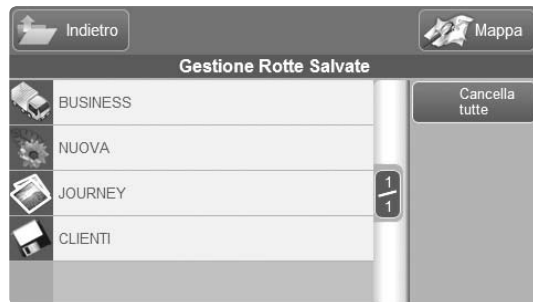 Indietro
Mappa
Gestione Rotte Salvate
BUSINESS
Cancella
tutte
NUOVA
JOURNEY
1
1
CLIENTI